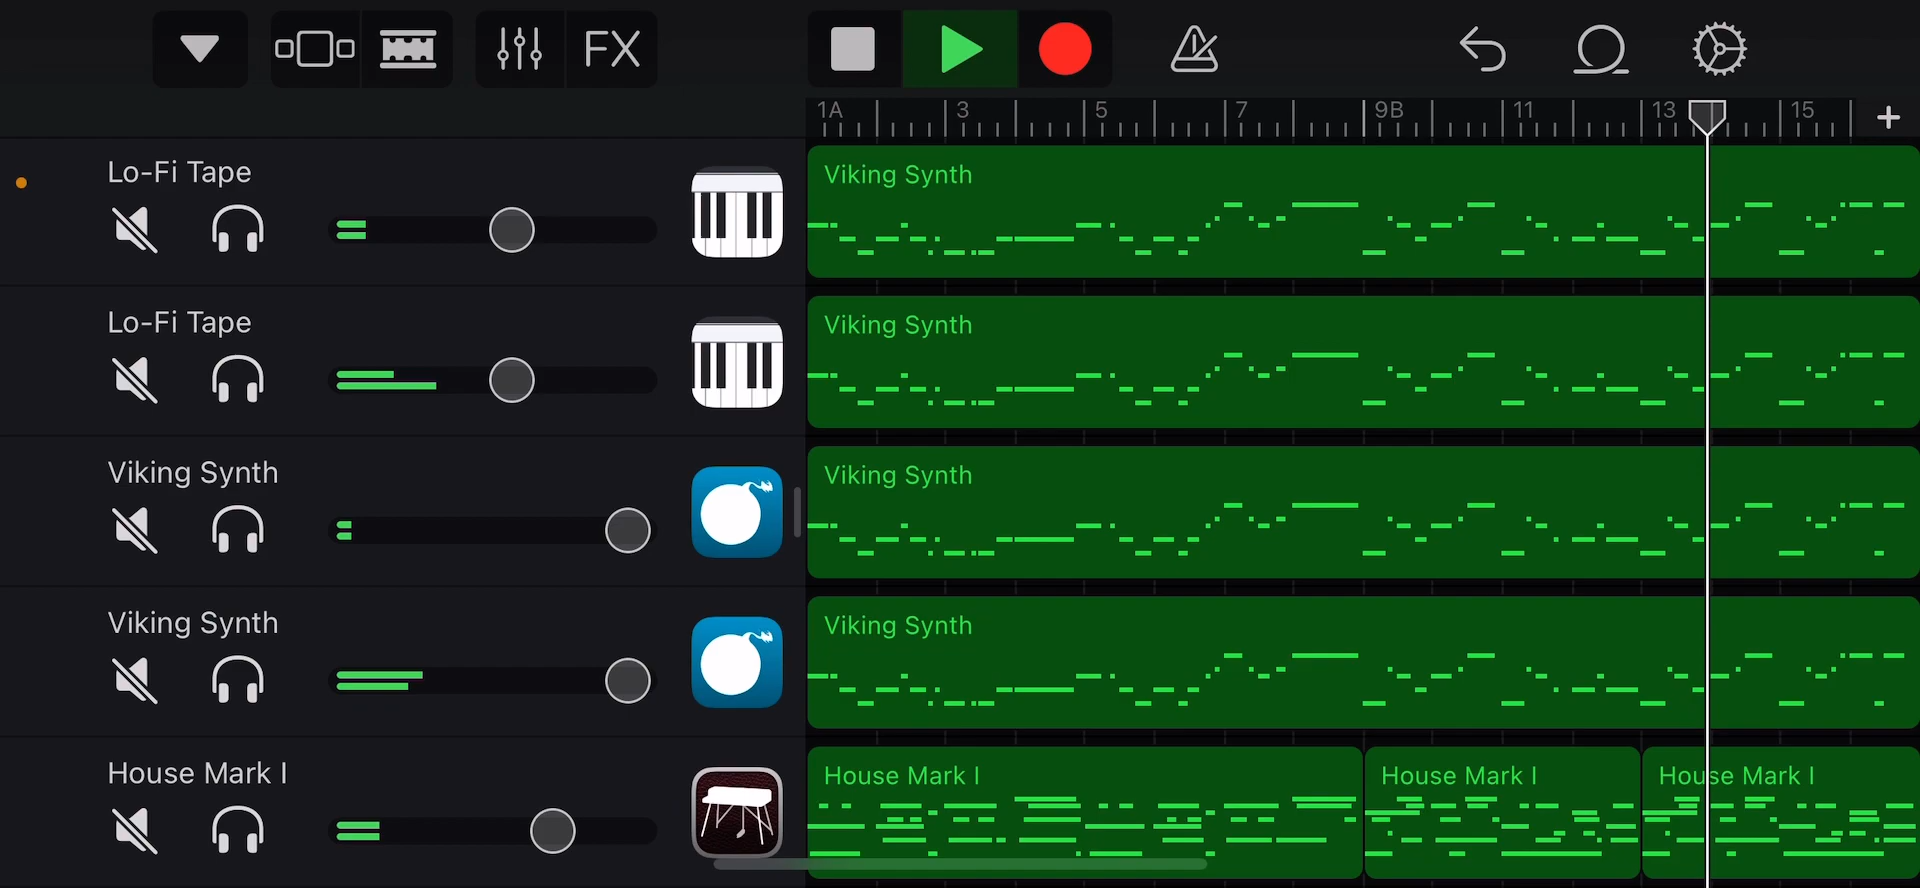 FX
1A 3 5 7 9B 11 13 15 +
Lo-Fi Tape
Viking Synth
Lo-Fi Tape
Viking Synth
Viking Synth
Viking Synth
Viking Synth
Viking Synth
House Mark I
House Mark I House Mark I House Mark I